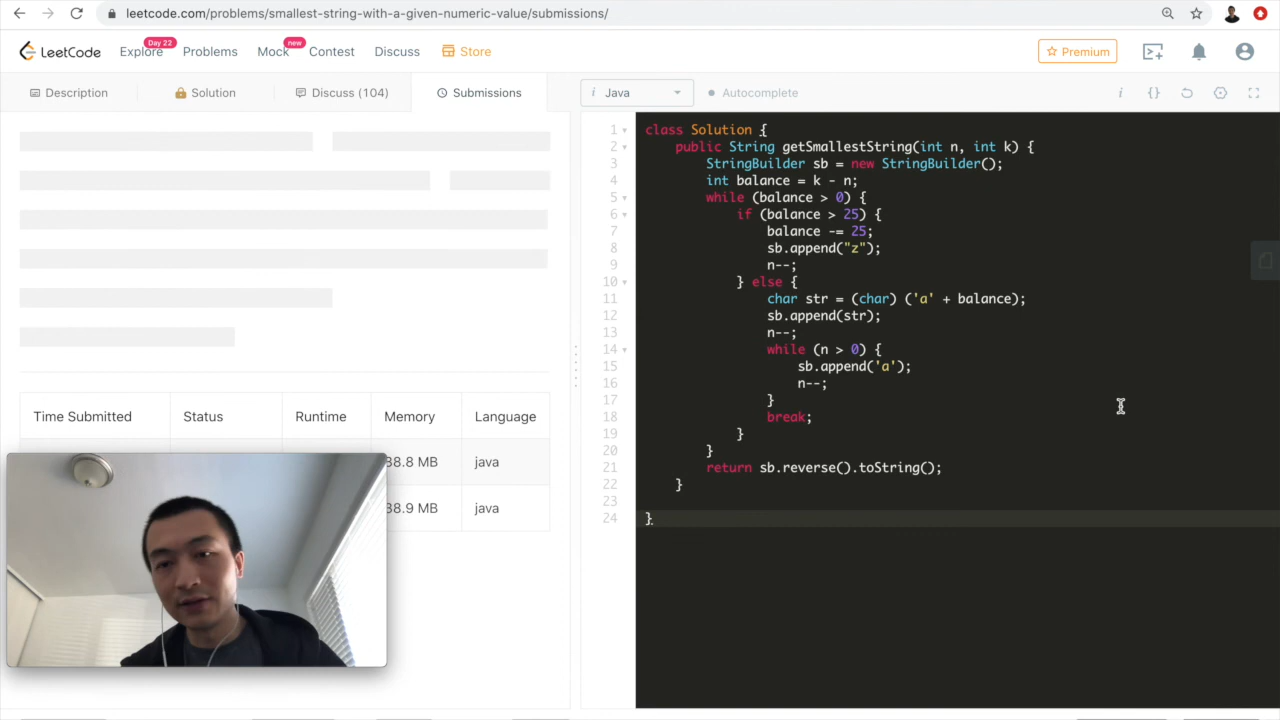 leetcode.com/problems/smallest-string-with-a-given-numeric-value/submissions/
LeetCode Explore Day 22 Problems Mock new Contest Discuss Store Premium
Description Solution Discuss (104) Submissions
i Java Autocomplete i {}
1 class Solution {
2 public String getSmallestString(int n, int k) {
3 StringBuilder sb = new StringBuilder();
4 int balance = k - n;
5 while (balance > 0) {
6 if (balance > 25) {
7 balance -= 25;
8 sb.append("z");
9 n--;
10 } else {
11 char str = (char) ('a' + balance);
12 sb.append(str);
13 n--;
14 while (n > 0) {
15 sb.append('a');
16 n--;
17 }
18 break;
19 }
20 }
21 return sb.reverse().toString();
22 }
23
24 }
Time Submitted Status Runtime Memory Language
38.8 MB java
38.9 MB java